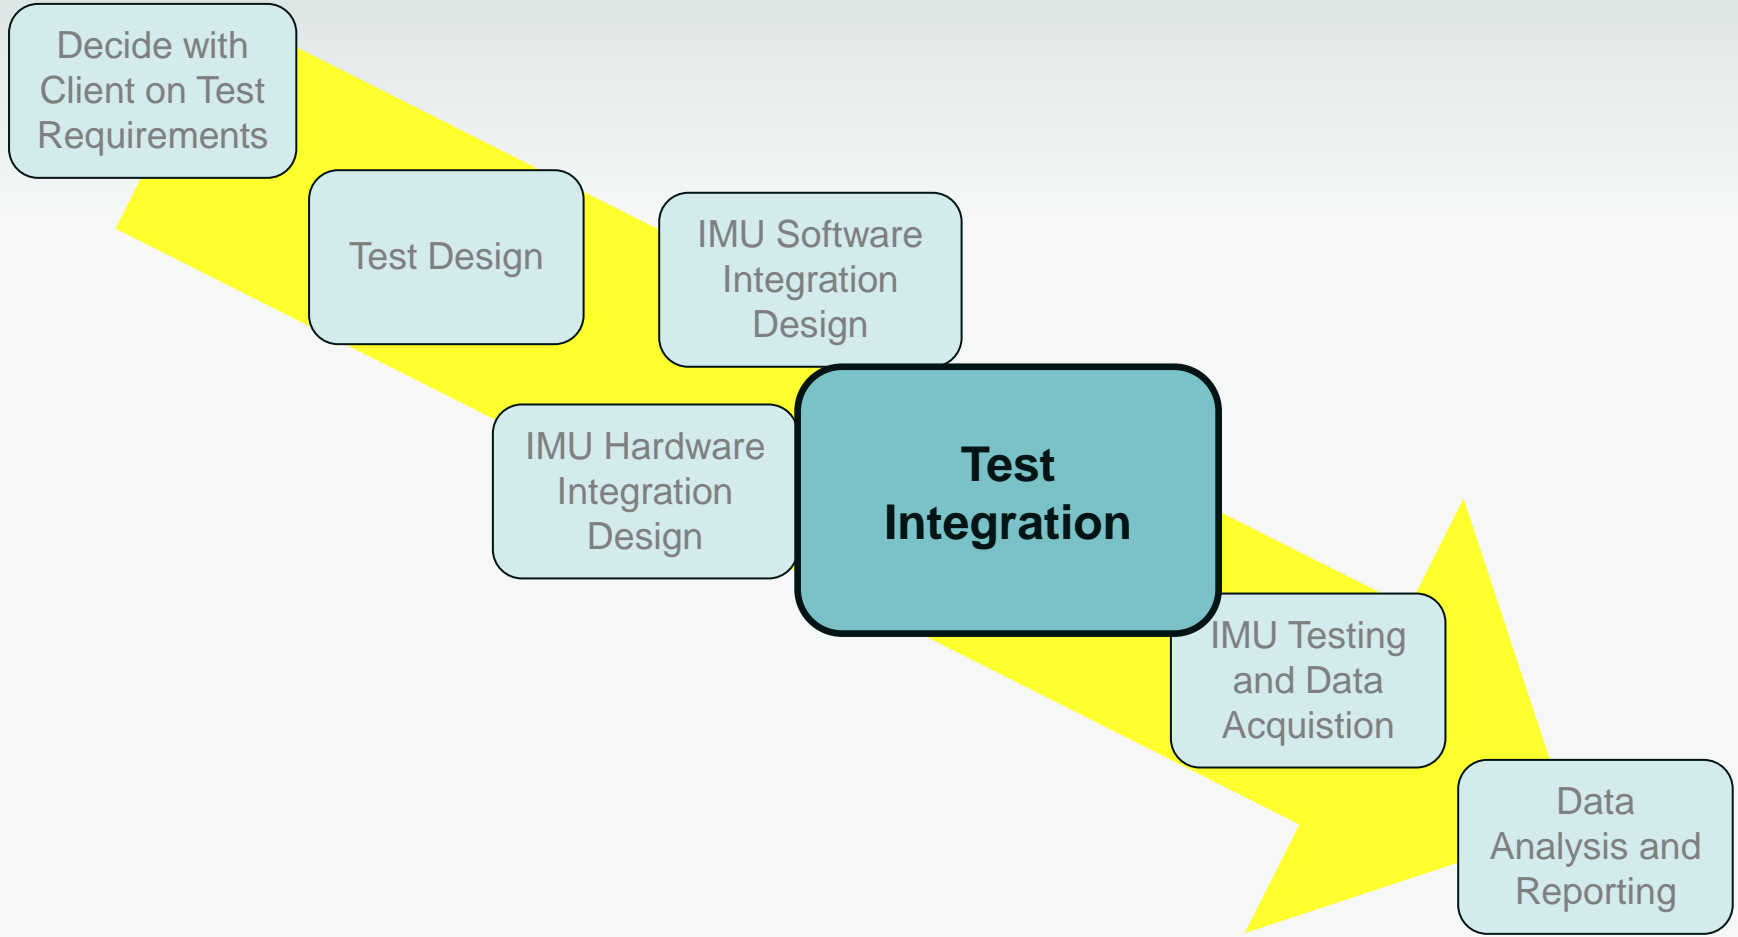 Decide with
Client on Test
Requirements
Test Design
IMU Software
Integration
Design
IMU Hardware
Integration
Design
Test
Integration
IMU Testing
and Data
Acquistion
Data
Analysis and
Reporting